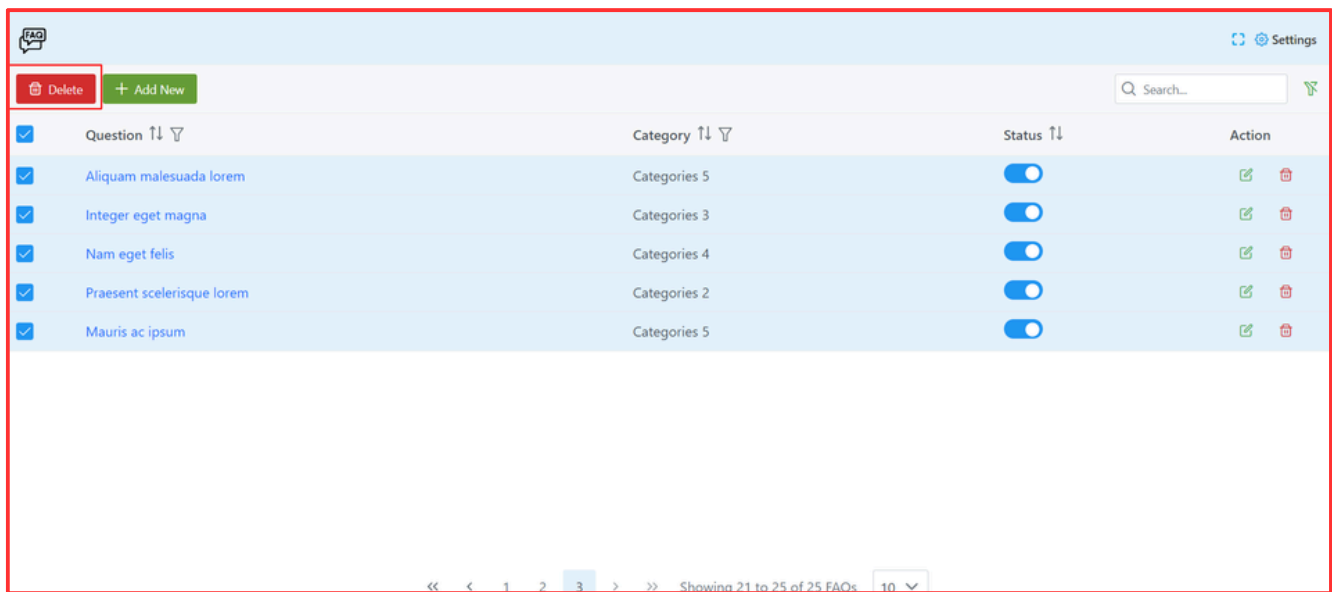 FAQ
Settings
Delete + Add New Search...
Question Category Status Action
Aliquam malesuada lorem Categories 5
Integer eget magna Categories 3
Nam eget felis Categories 4
Praesent scelerisque lorem Categories 2
Mauris ac ipsum Categories 5
<< < 1 2 3 > >> Showing 21 to 25 of 25 FAQs 10